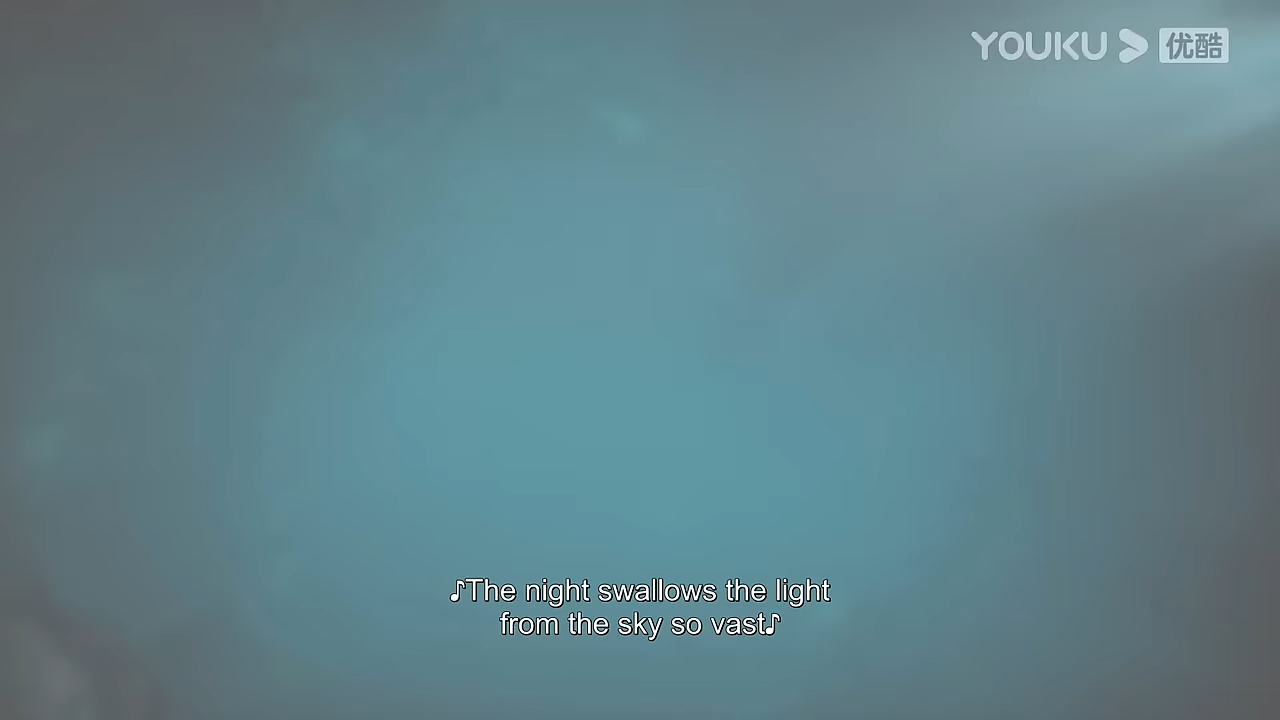 YOUKU 优酷
♪The night swallows the light
from the sky so vast♪